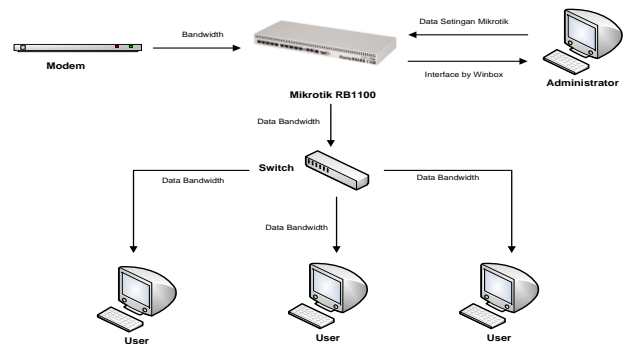 Bandwidth
Data Setingan Mikrotik
Interface by Winbox
Modem
Administrator
Mikrotik RB1100
Data Bandwidth
Switch
Data Bandwidth
Data Bandwidth
Data Bandwidth
User
User
User